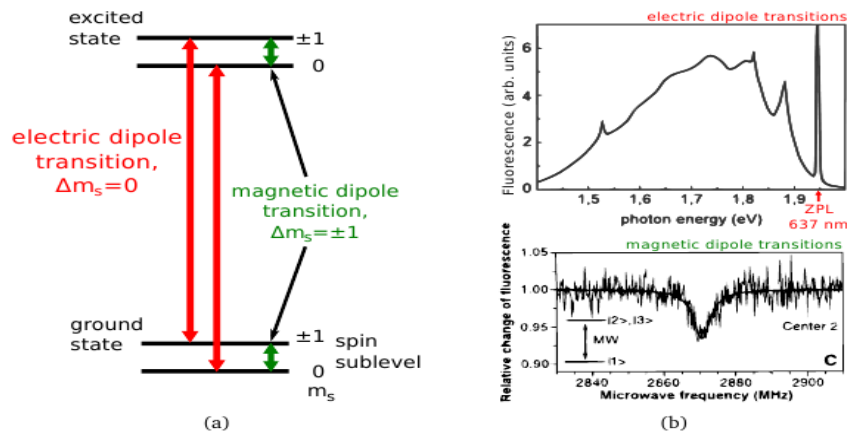 excited
state
±1
0
electric dipole
transition,
Δmₛ=0
magnetic dipole
transition,
Δmₛ=±1
ground
state
±1
spin
sublevel
0
mₛ
(a)
electric dipole transitions
Fluorescence (arb. units)
6
4
2
0
1,5
1,6
1,7
1,8
1,9
photon energy (eV)
ZPL
637 nm
magnetic dipole transitions
Relative change of fluorescence
1.05
1.00
0.95
0.90
|2>,|3>
MW
|1>
Center 2
C
2840
2660
2880
2900
Microwave frequency (MHz)
(b)